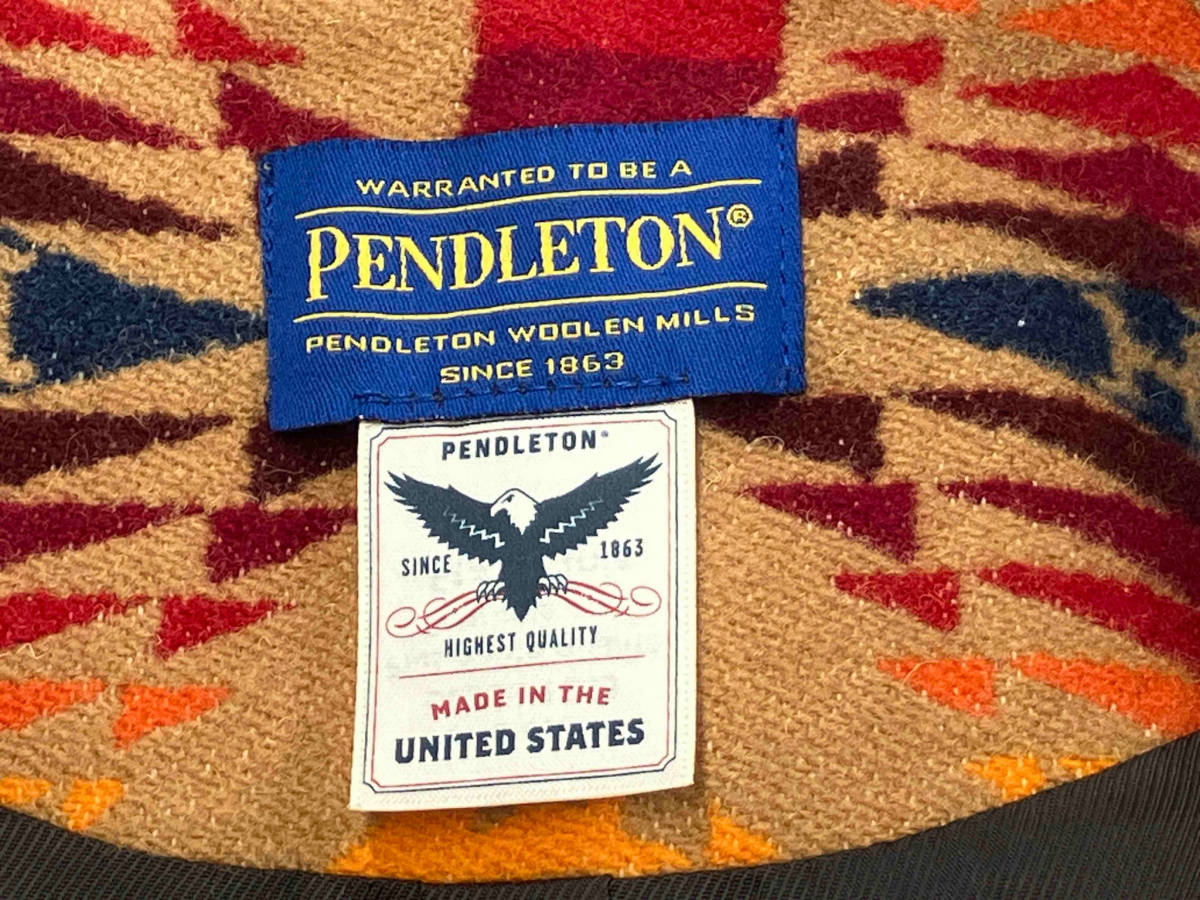 WARRANTED TO BE A
PENDLETON®
PENDLETON WOOLEN MILLS
SINCE 1863
PENDLETON®
SINCE 1863
HIGHEST QUALITY
MADE IN THE
UNITED STATES